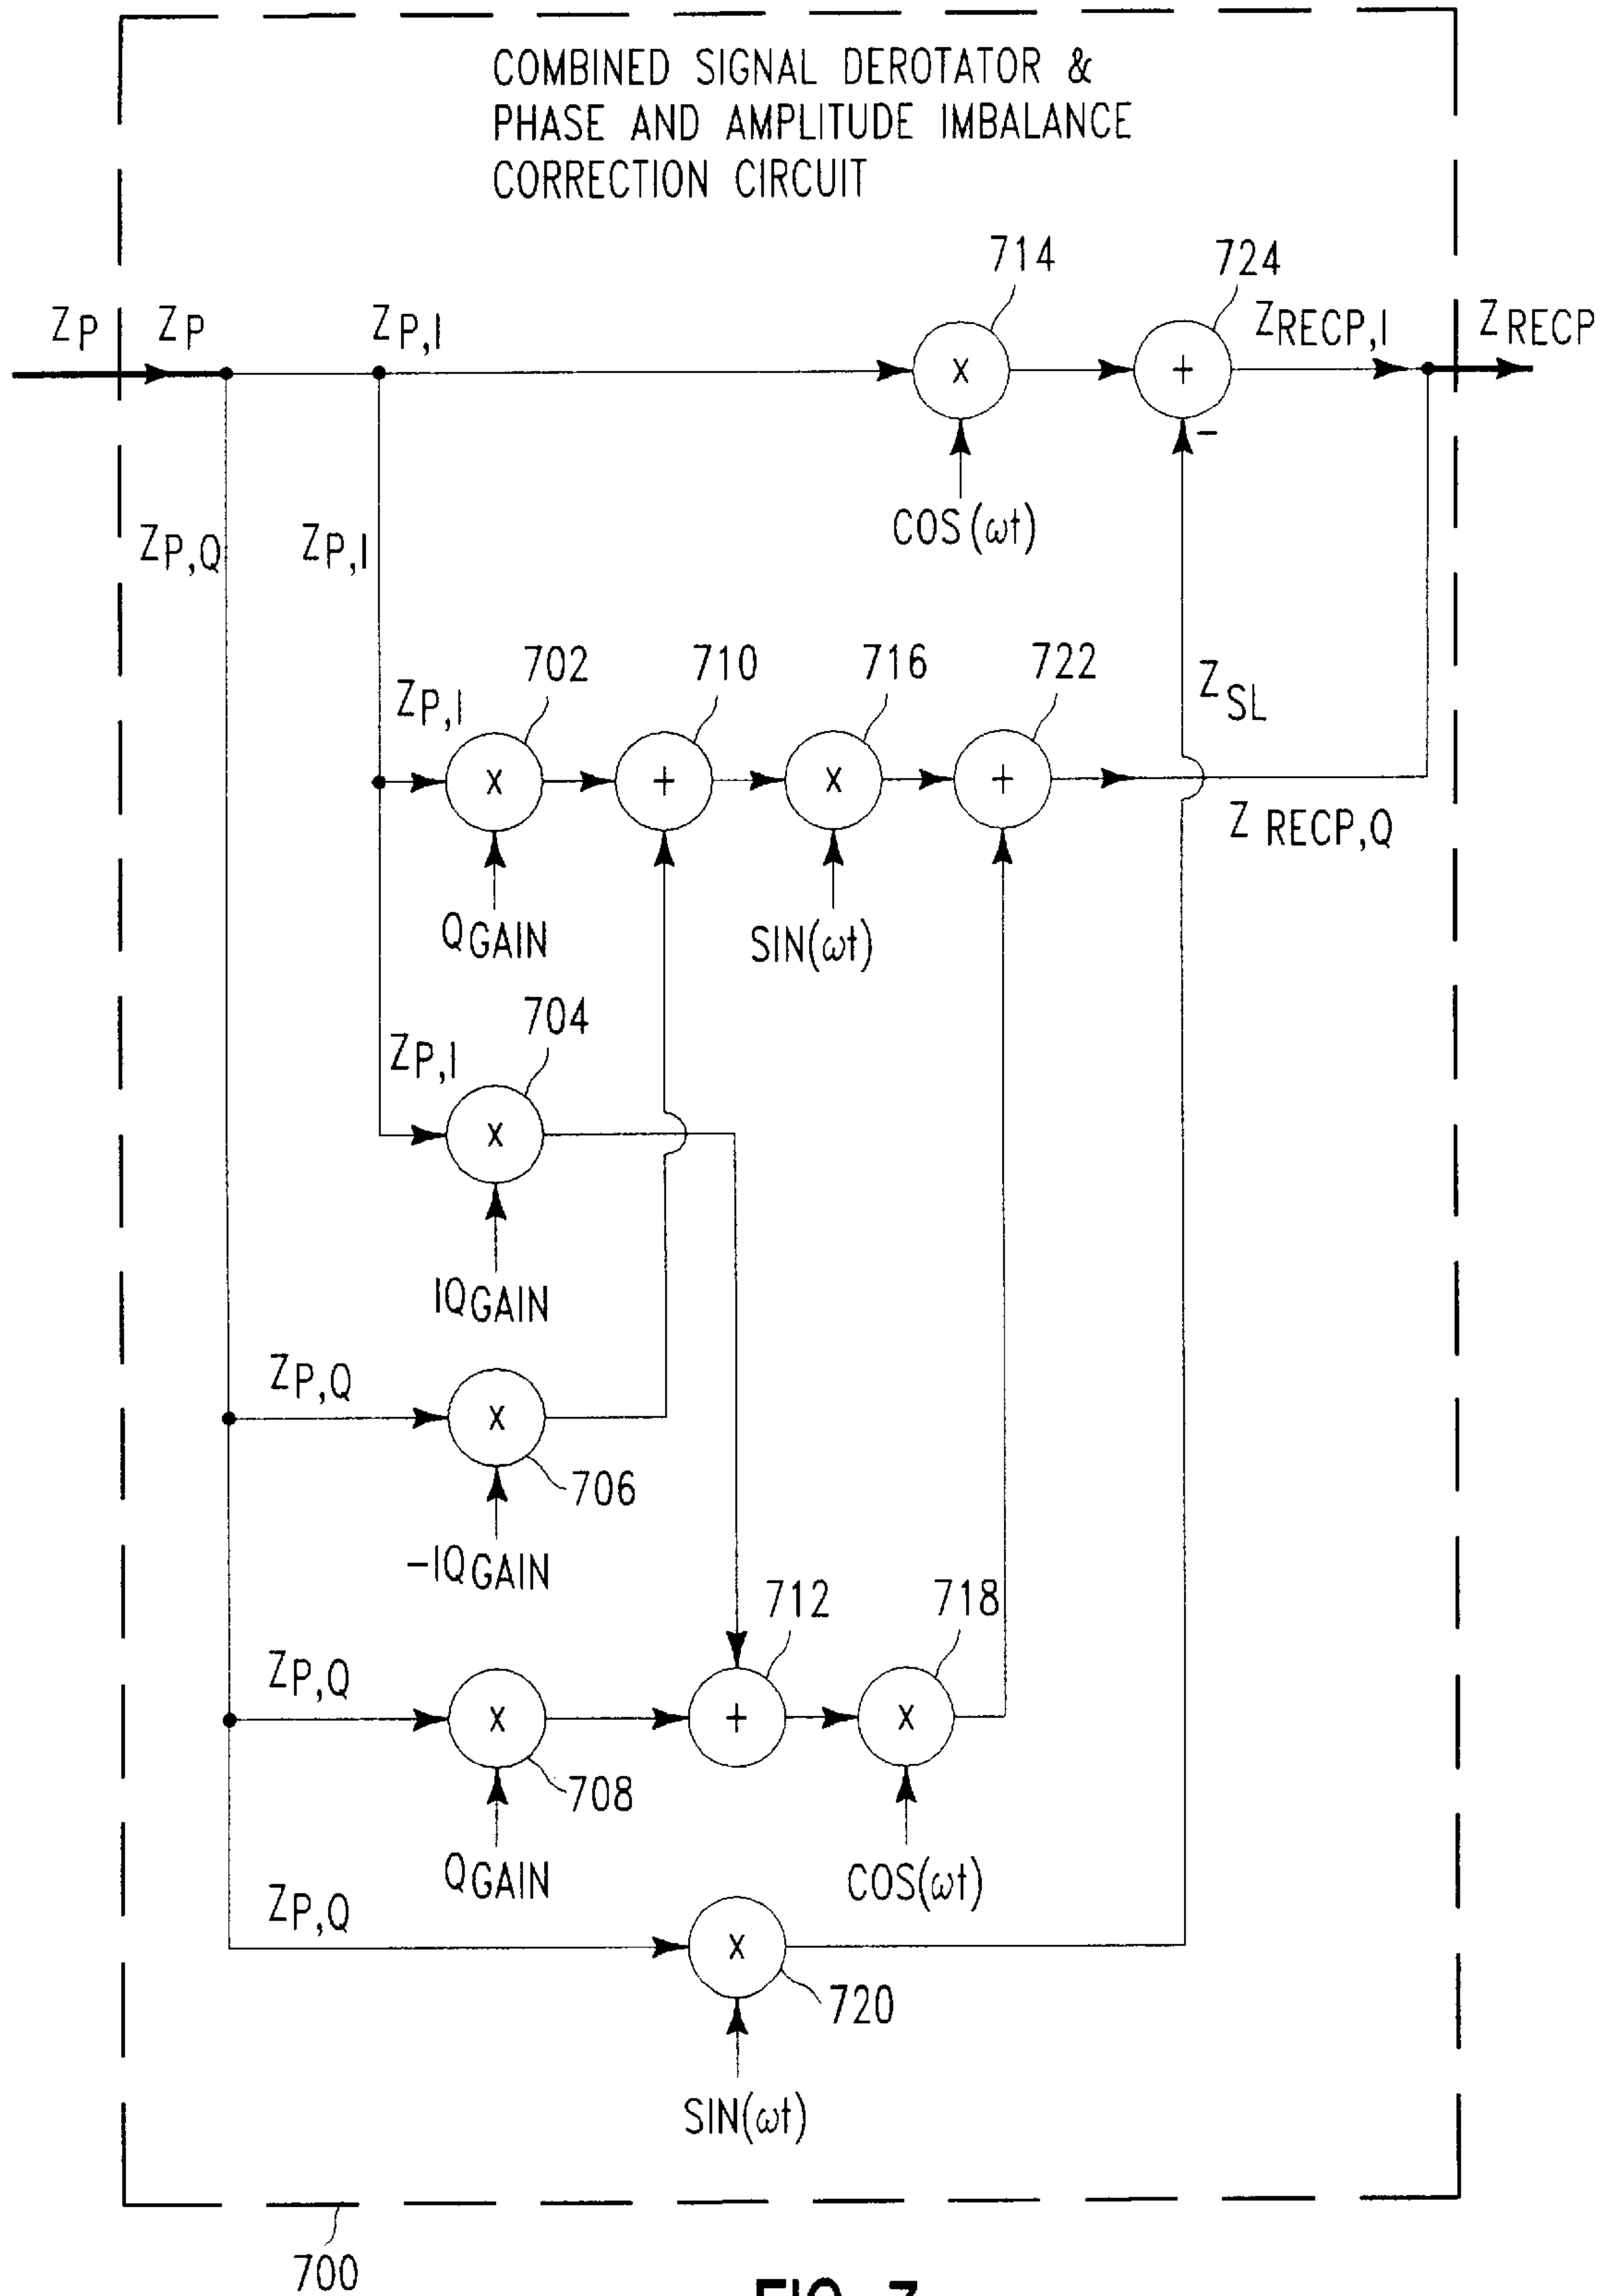 COMBINED SIGNAL DEROTATOR &
PHASE AND AMPLITUDE IMBALANCE
CORRECTION CIRCUIT
714
724
ZP
ZP
ZP,I
ZRECP,I
ZRECP
X
+
-
COS(ωt)
ZP,Q
ZP,I
702
710
716
722
ZSL
ZP,I
X
+
X
+
Z RECP,Q
QGAIN
SIN(ωt)
704
ZP,I
X
IQGAIN
ZP,Q
X
706
-IQGAIN
712
718
ZP,Q
X
+
X
708
QGAIN
COS(ωt)
ZP,Q
X
720
SIN(ωt)
700